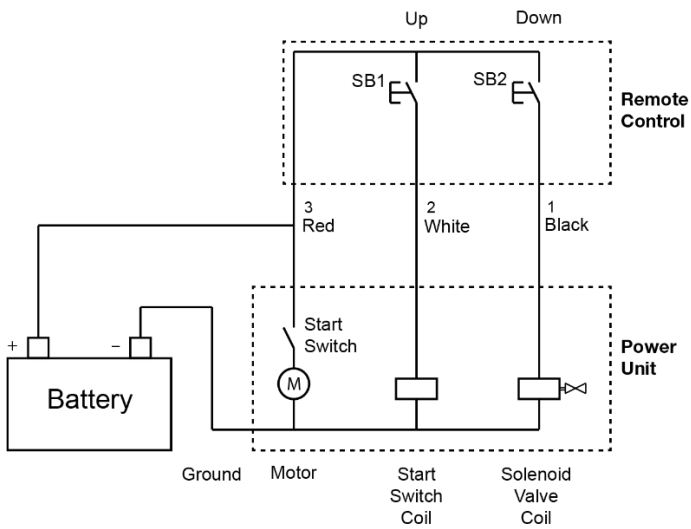 Up
Down
SB1
SB2
Remote
Control
3
Red
2
White
1
Black
Start
Switch
+
−
M
Power
Unit
Battery
Ground
Motor
Start
Switch
Coil
Solenoid
Valve
Coil